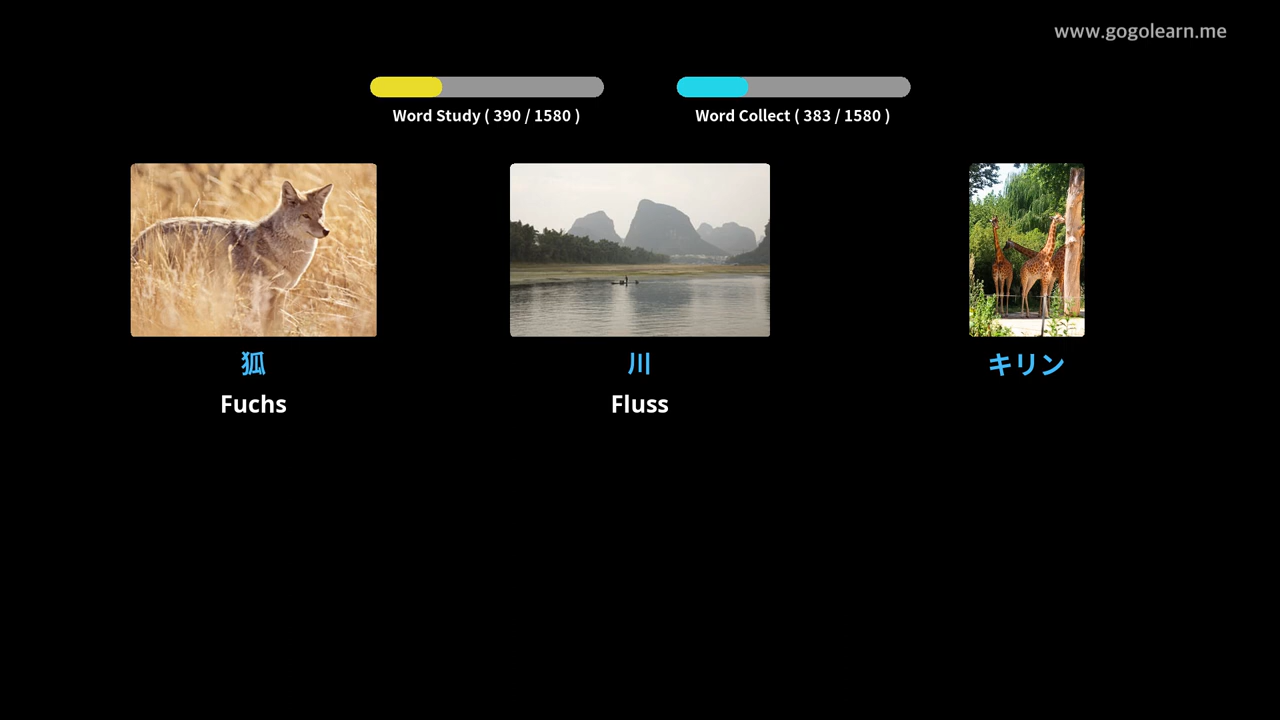 www.gogolearn.me
Word Study ( 390 / 1580 )
Word Collect ( 383 / 1580 )
狐
川
キリン
Fuchs
Fluss